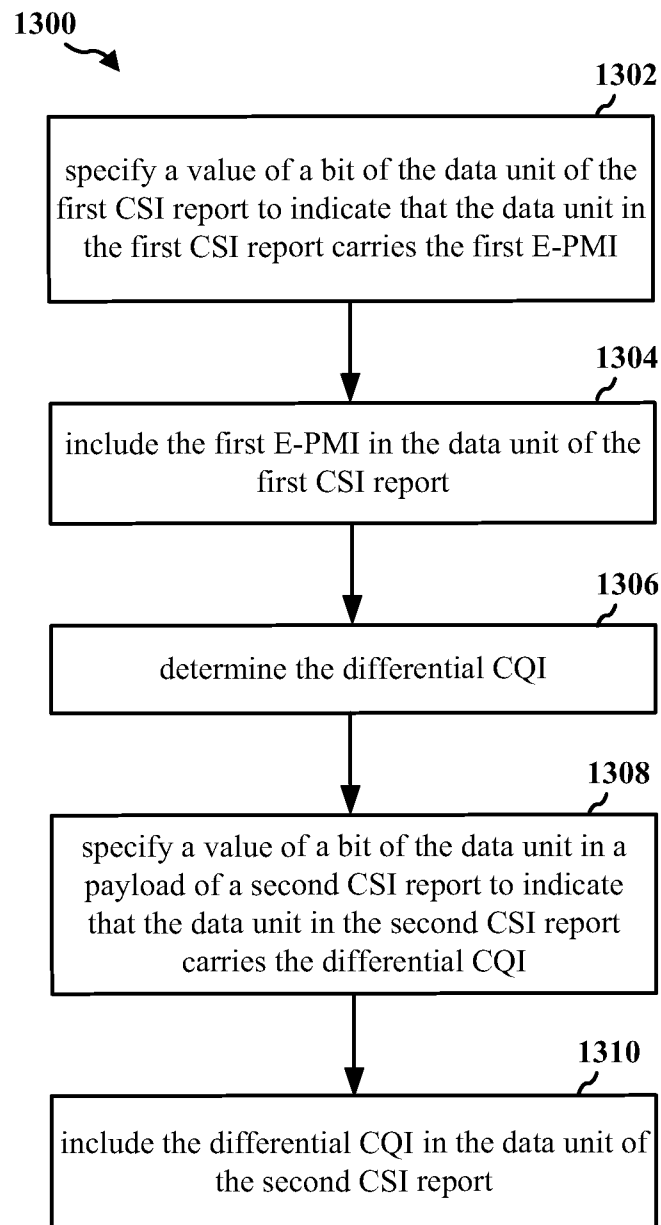 1300
1302
specify a value of a bit of the data unit of the
first CSI report to indicate that the data unit in
the first CSI report carries the first E-PMI
1304
include the first E-PMI in the data unit of the
first CSI report
1306
determine the differential CQI
1308
specify a value of a bit of the data unit in a
payload of a second CSI report to indicate
that the data unit in the second CSI report
carries the differential CQI
1310
include the differential CQI in the data unit of
the second CSI report